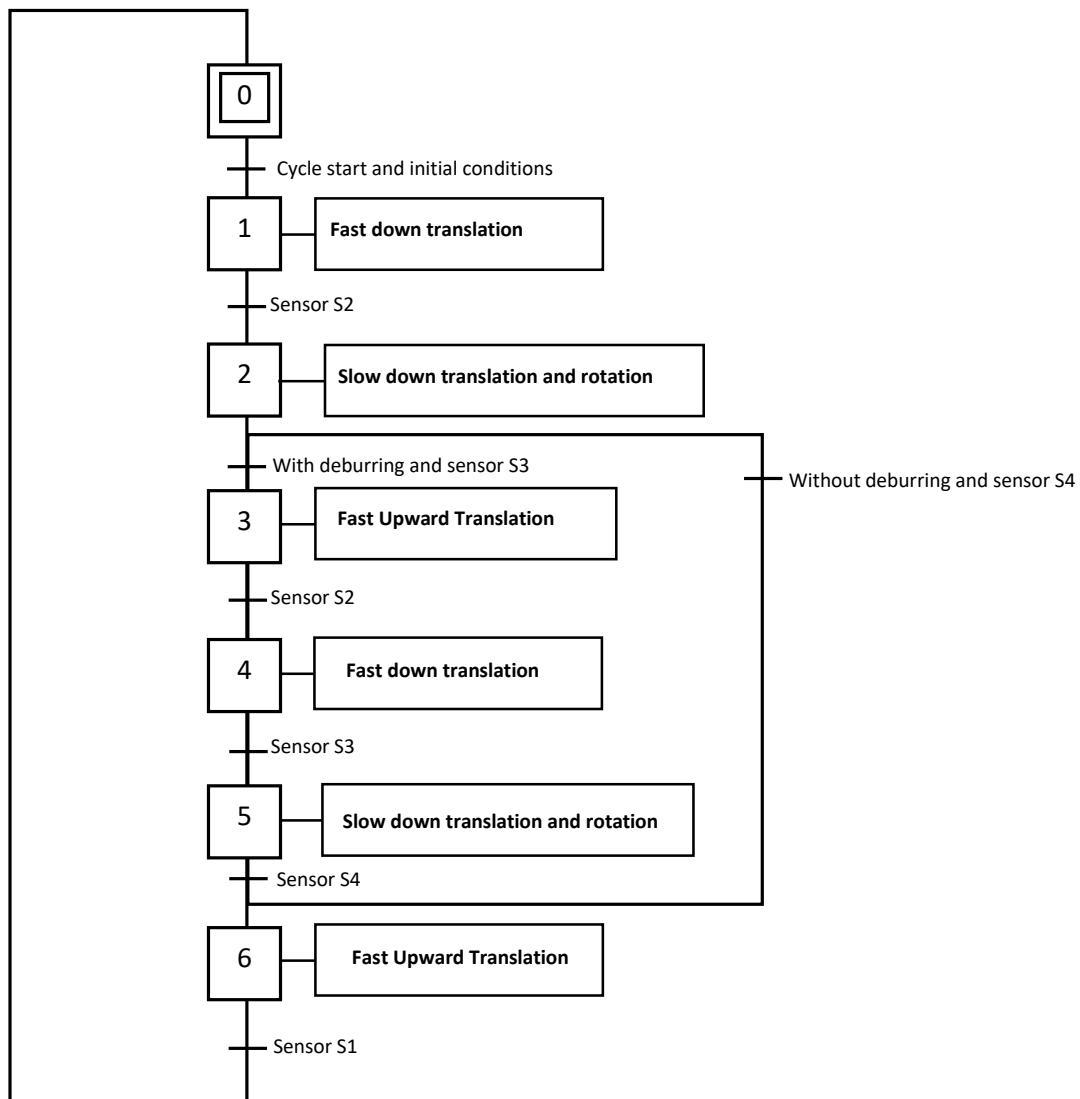 0
Cycle start and initial conditions
1
Fast down translation
Sensor S2
2
Slow down translation and rotation
With deburring and sensor S3
Without deburring and sensor S4
3
Fast Upward Translation
Sensor S2
4
Fast down translation
Sensor S3
5
Slow down translation and rotation
Sensor S4
6
Fast Upward Translation
Sensor S1